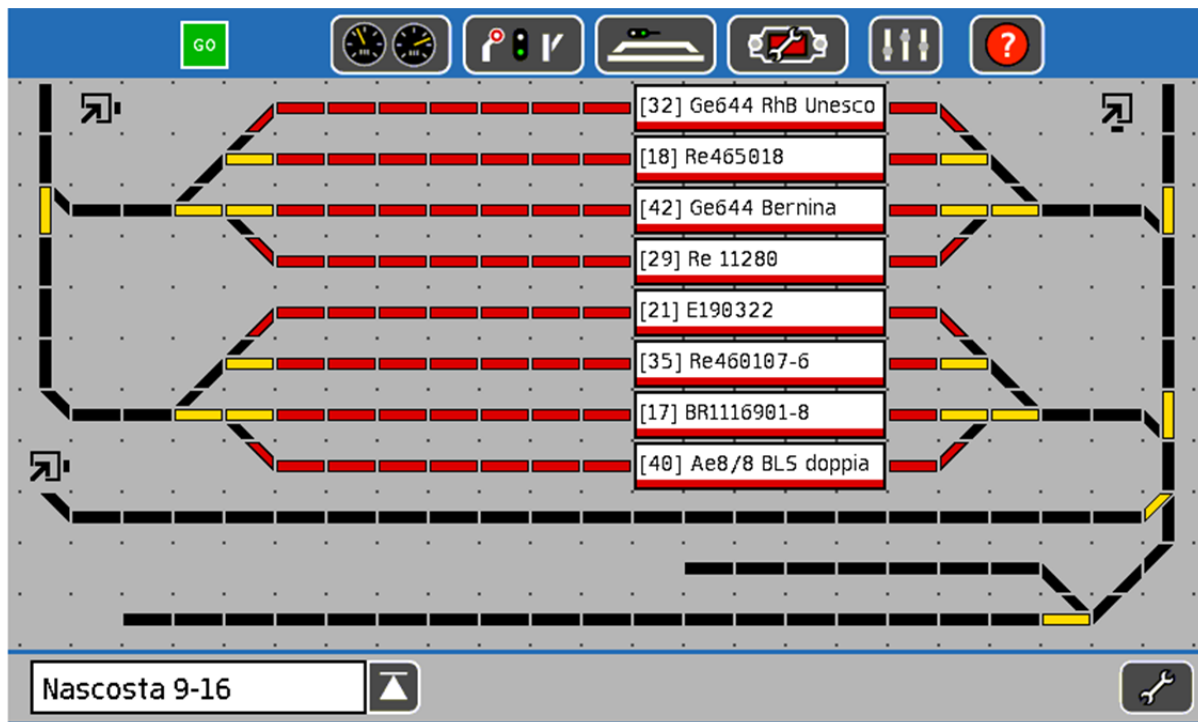 GO
?
[32] Ge644 RhB Unesco
[18] Re465018
[42] Ge644 Bernina
[29] Re 11280
[21] E190322
[35] Re460107-6
[17] BR1116901-8
[40] Ae8/8 BLS doppia
Nascosta 9-16